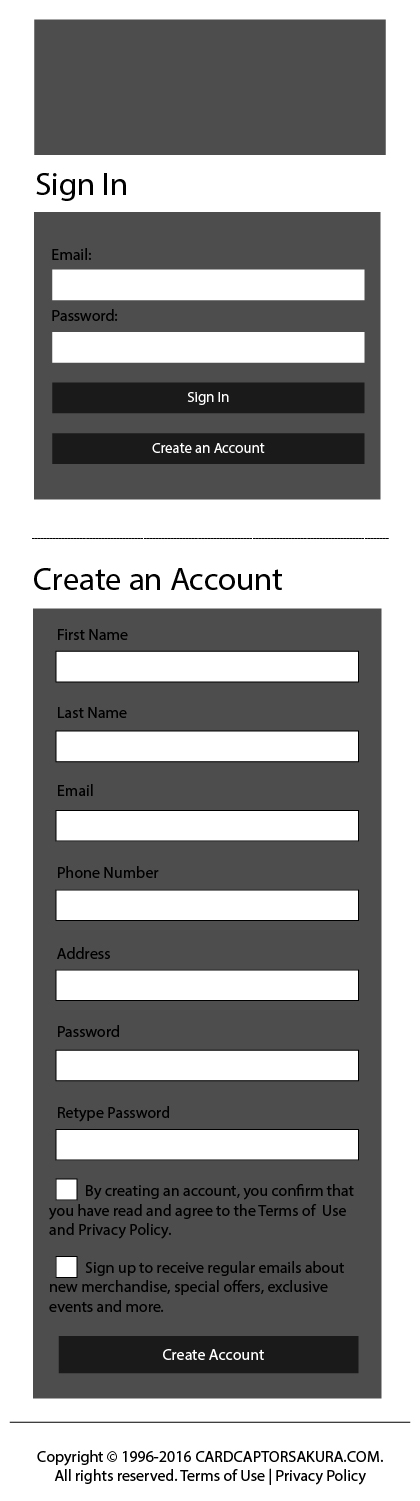 Sign In
Email:
Password:
Sign In
Create an Account
Create an Account
First Name
Last Name
Email
Phone Number
Address
Password
Retype Password
By creating an account, you confirm that
you have read and agree to the Terms of Use
and Privacy Policy.
Sign up to receive regular emails about
new merchandise, special offers, exclusive
events and more.
Create Account
Copyright © 1996-2016 CARDCAPTORSAKURA.COM.
All rights reserved. Terms of Use | Privacy Policy